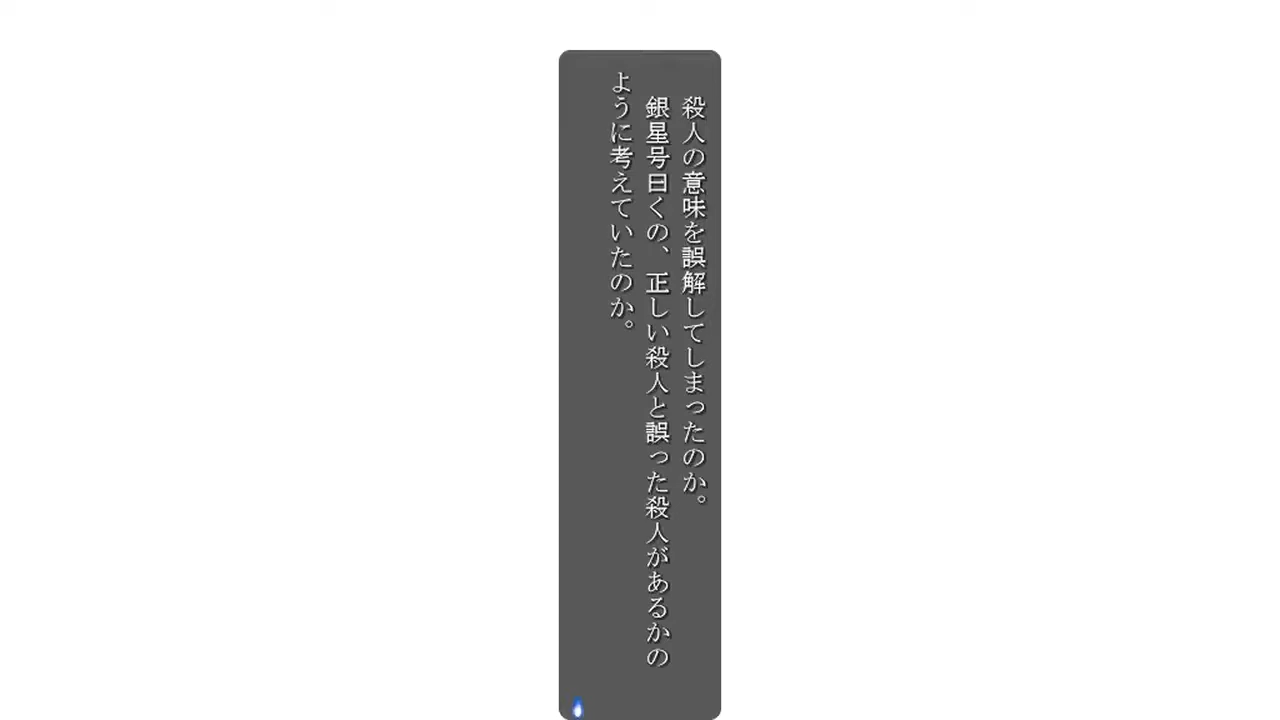 殺人の意味を誤解してしまったのか。
銀星号曰くの、正しい殺人と誤った殺人があるかの
ように考えていたのか。